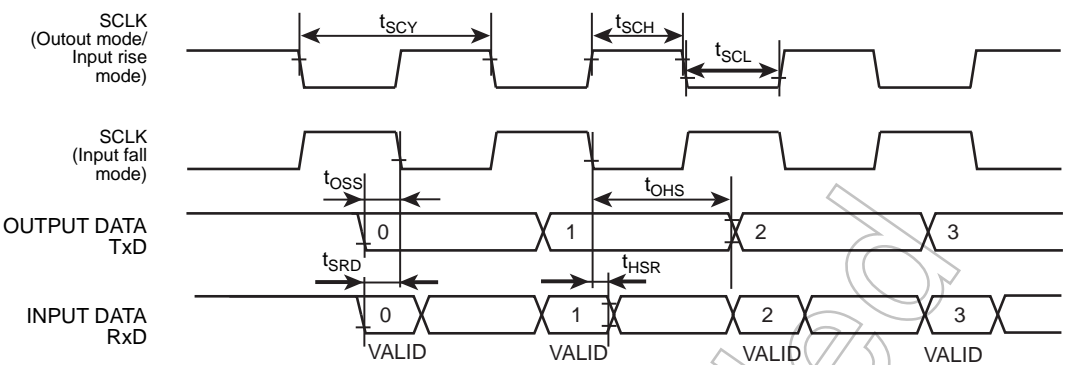 SCLK
(Outout mode/
Input rise
mode)
tSCY
tSCH
tSCL
SCLK
(Input fall
mode)
tOSS
tOHS
OUTPUT DATA
TxD
0
1
2
3
tSRD
tHSR
INPUT DATA
RxD
0
1
2
3
VALID
VALID
VALID
VALID